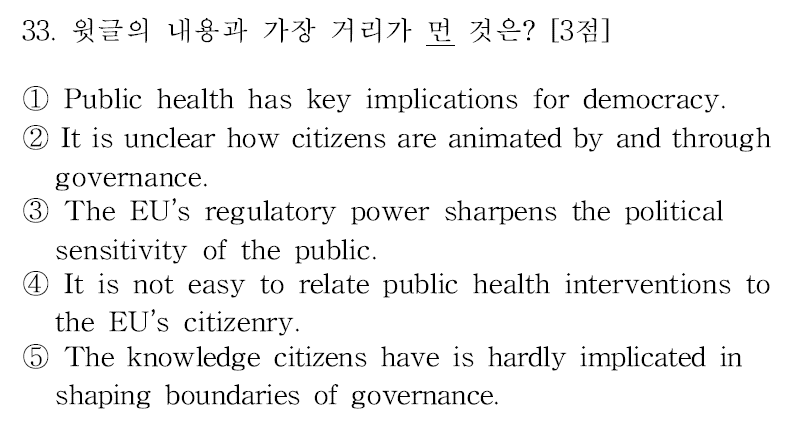 33. 윗글의 내용과 가장 거리가 먼 것은? [3점]
① Public health has key implications for democracy.
② It is unclear how citizens are animated by and through
governance.
③ The EU's regulatory power sharpens the political
sensitivity of the public.
④ It is not easy to relate public health interventions to
the EU's citizenry.
⑤ The knowledge citizens have is hardly implicated in
shaping boundaries of governance.